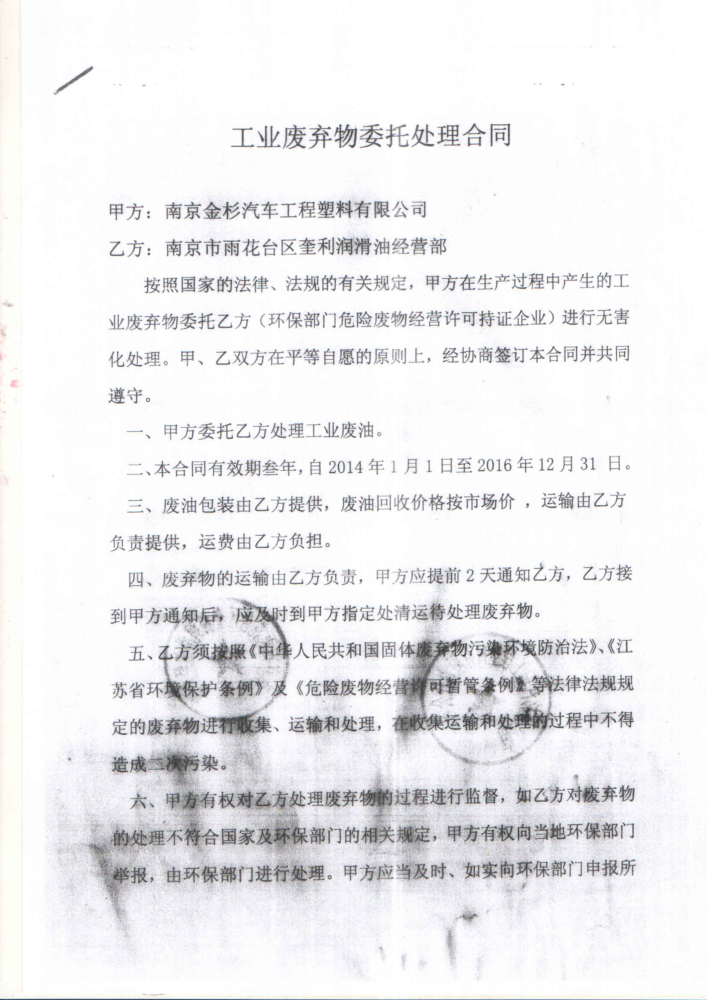 工业废弃物委托处理合同
甲方：南京金杉汽车工程塑料有限公司
乙方：南京市雨花台区奎利润滑油经营部
按照国家的法律、法规的有关规定，甲方在生产过程中产生的工
业废弃物委托乙方（环保部门危险废物经营许可持证企业）进行无害
化处理。甲、乙双方在平等自愿的原则上，经协商签订本合同并共同
遵守。
一、甲方委托乙方处理工业废油。
二、本合同有效期叁年，自2014年1月1日至2016年12月31 日。
三、废油包装由乙方提供，废油回收价格按市场价 ，运输由乙方
负责提供，运费由乙方负担。
四、废弃物的运输由乙方负责，甲方应提前2天通知乙方，乙方接
到甲方通知后，应及时到甲方指定处清运待处理废弃物。
五、乙方须按照《中华人民共和国固体废弃物污染环境防治法》、《江
苏省环境保护条例》及《危险废物经营许可暂管条例》等法律法规规
定的废弃物进行收集、运输和处理，在收集运输和处理的过程中不得
造成二次污染。
六、甲方有权对乙方处理废弃物的过程进行监督，如乙方对废弃物
的处理不符合国家及环保部门的相关规定，甲方有权向当地环保部门
举报，由环保部门进行处理。甲方应当及时、如实向环保部门申报所